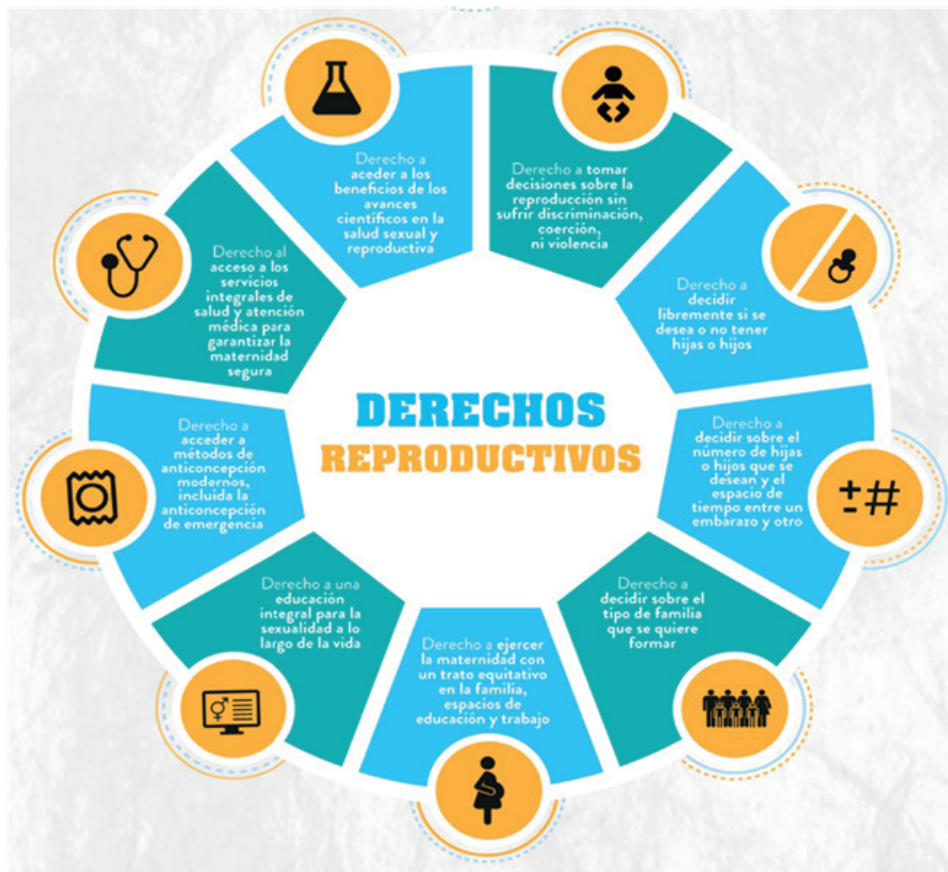 DERECHOS
REPRODUCTIVOS
Derecho a tomar
decisiones sobre la
reproducción sin
sufrir discriminación,
coerción,
ni violencia
Derecho a
decidir
libremente si se
desea o no tener
hijas o hijos
Derecho a
decidir sobre el
número de hijas
o hijos que se
desean y el
espacio de
tiempo entre un
embarazo y otro
Derecho a
decidir sobre el
tipo de familia
que se quiere
formar
Derecho a ejercer
la maternidad con
un trato equitativo
en la familia,
espacios de
educación y trabajo
Derecho a una
educación
integral para la
sexualidad a lo
largo de la vida
Derecho a
acceder a
métodos de
anticoncepción
modernos,
incluida la
anticoncepción
de emergencia
Derecho al
acceso a los
servicios
integrales de
salud y atención
médica para
garantizar la
maternidad
segura
Derecho a
aceder a los
beneficios de los
avances
científicos en la
salud sexual y
reproductiva